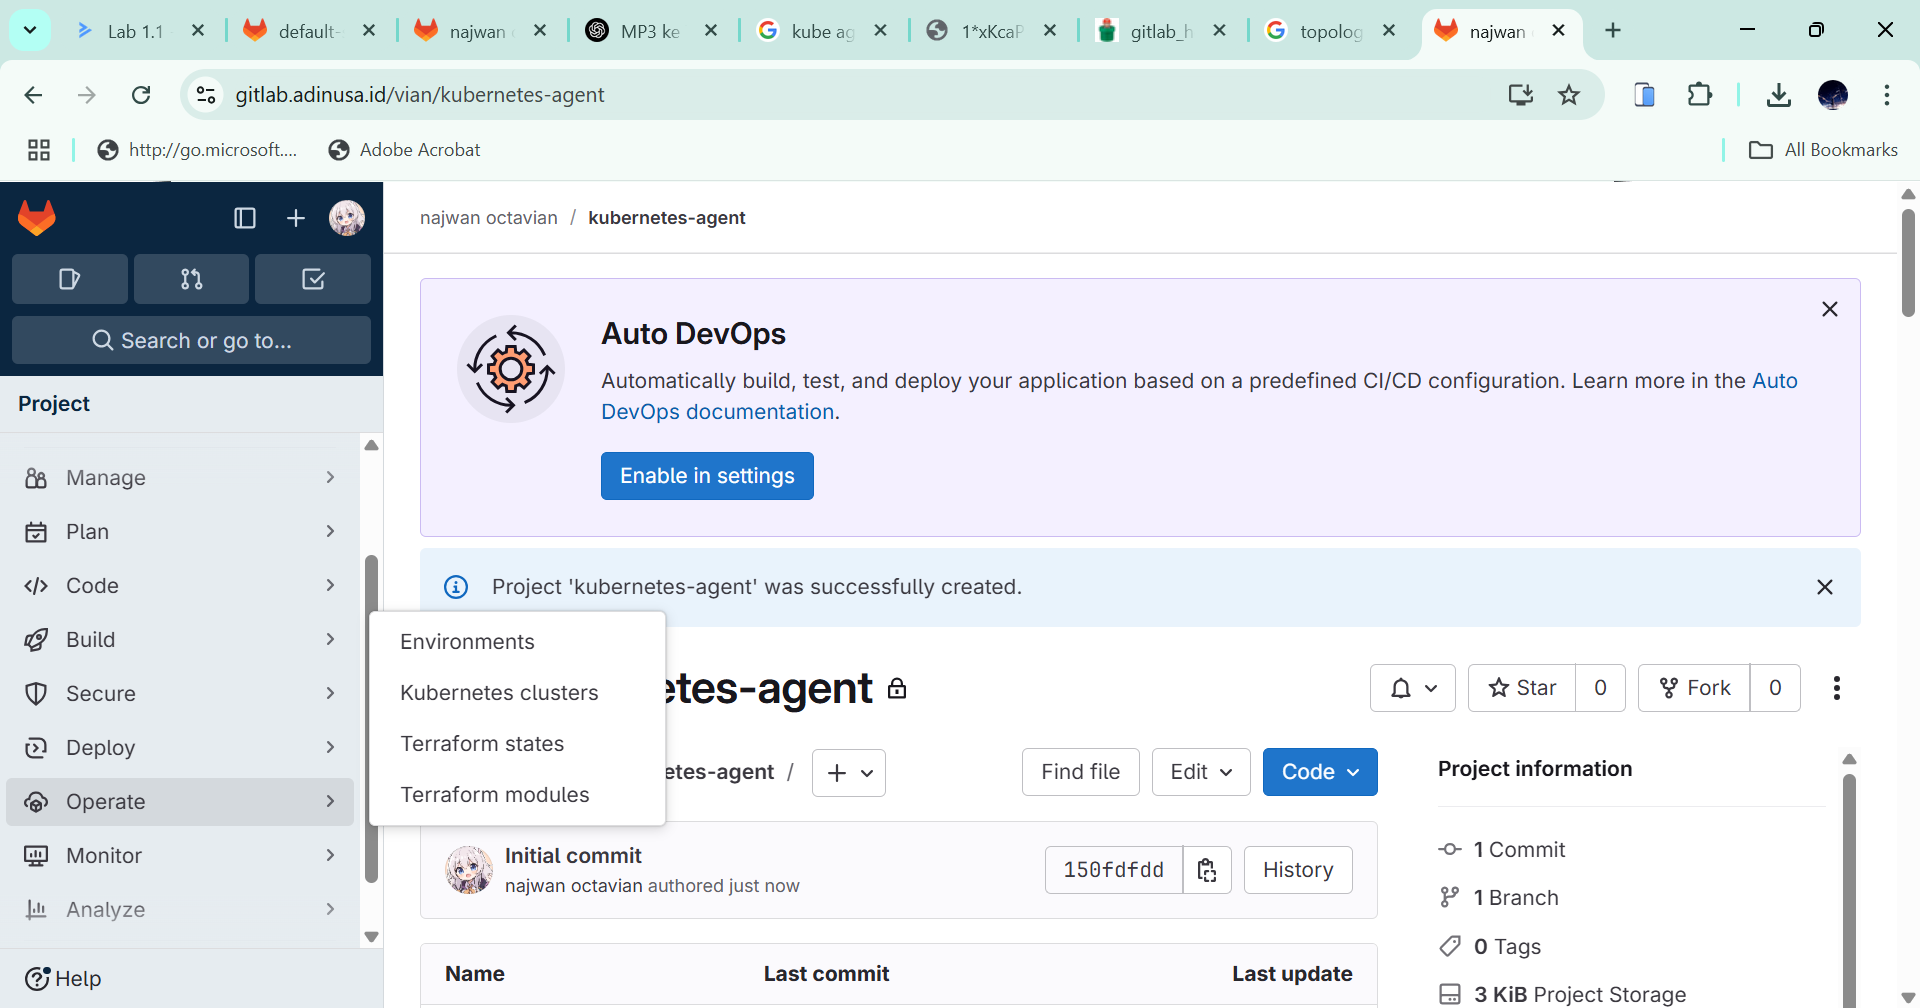 Lab 1.1
default-
najwan
MP3 ke
kube ag
1*xKcaP
gitlab_h
topolog
najwan
gitlab.adinusa.id/vian/kubernetes-agent
http://go.microsoft....
Adobe Acrobat
All Bookmarks
najwan octavian / kubernetes-agent
Search or go to...
Project
Manage
Plan
Code
Build
Secure
Deploy
Operate
Monitor
Analyze
Help
Environments
Kubernetes clusters
Terraform states
Terraform modules
Auto DevOps
Automatically build, test, and deploy your application based on a predefined CI/CD configuration. Learn more in the Auto
DevOps documentation.
Enable in settings
Project 'kubernetes-agent' was successfully created.
etes-agent
Star 0
Fork 0
etes-agent /
Find file
Edit
Code
Initial commit
najwan octavian authored just now
150fdfdd
History
Name Last commit Last update
Project information
1 Commit
1 Branch
0 Tags
3 KiB Project Storage